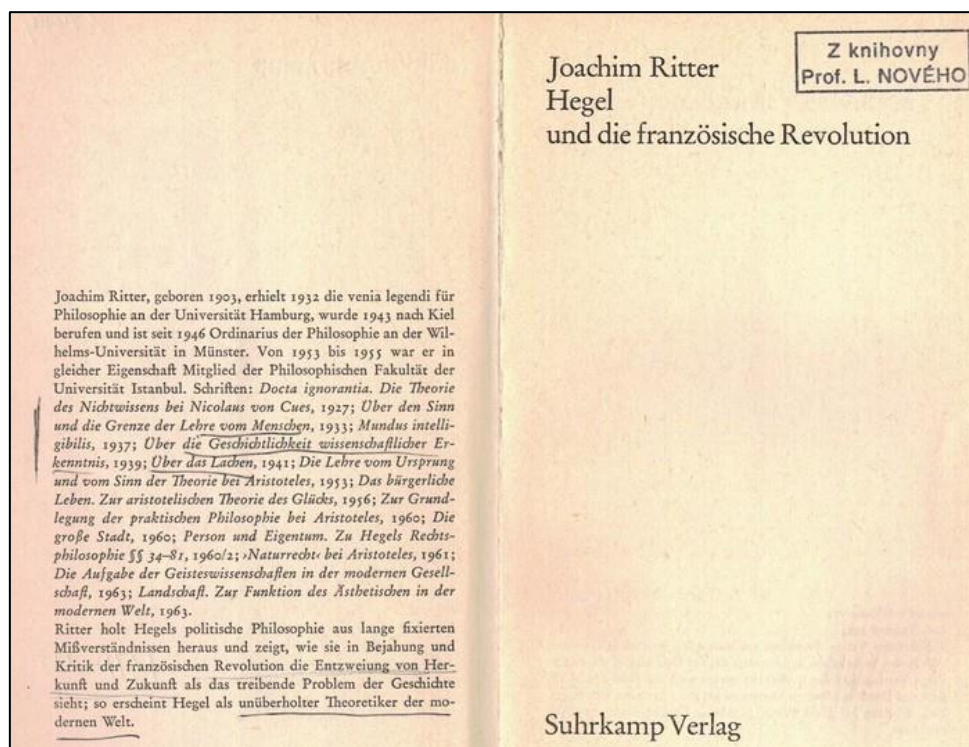 Joachim Ritter, geboren 1903, erhielt 1932 die venia legendi für
Philosophie an der Universität Hamburg, wurde 1943 nach Kiel
berufen und ist seit 1946 Ordinarius der Philosophie an der Wil-
helms-Universität in Münster. Von 1953 bis 1955 war er in
gleicher Eigenschaft Mitglied der Philosophischen Fakultät der
Universität Istanbul. Schriften: Docta ignorantia. Die Theorie
des Nichtwissens bei Nicolaus von Cues, 1927; Über den Sinn
und die Grenze der Lehre vom Menschen, 1933; Mundus intelli-
gibilis, 1937; Über die Geschichtlichkeit wissenschaftlicher Er-
kenntnis, 1939; Über das Lachen, 1941; Die Lehre vom Ursprung
und vom Sinn der Theorie bei Aristoteles, 1953; Das bürgerliche
Leben. Zur aristotelischen Theorie des Glücks, 1956; Zur Grund-
legung der praktischen Philosophie bei Aristoteles, 1960; Die
große Stadt, 1960; Person und Eigentum. Zu Hegels Rechts-
philosophie §§ 34–81, 1960/2; ›Naturrecht‹ bei Aristoteles, 1961;
Die Aufgabe der Geisteswissenschaften in der modernen Gesell-
schaft, 1963; Landschaft. Zur Funktion des Ästhetischen in der
modernen Welt, 1963.
Ritter holt Hegels politische Philosophie aus lange fixierten
Mißverständnissen heraus und zeigt, wie sie in Bejahung und
Kritik der französischen Revolution die Entzweiung von Her-
kunft und Zukunft als das treibende Problem der Geschichte
sieht; so erscheint Hegel als unüberholter Theoretiker der mo-
dernen Welt.
Joachim Ritter
Hegel
und die französische Revolution
Z knihovny
Prof. L. NOVÉHO
Suhrkamp Verlag